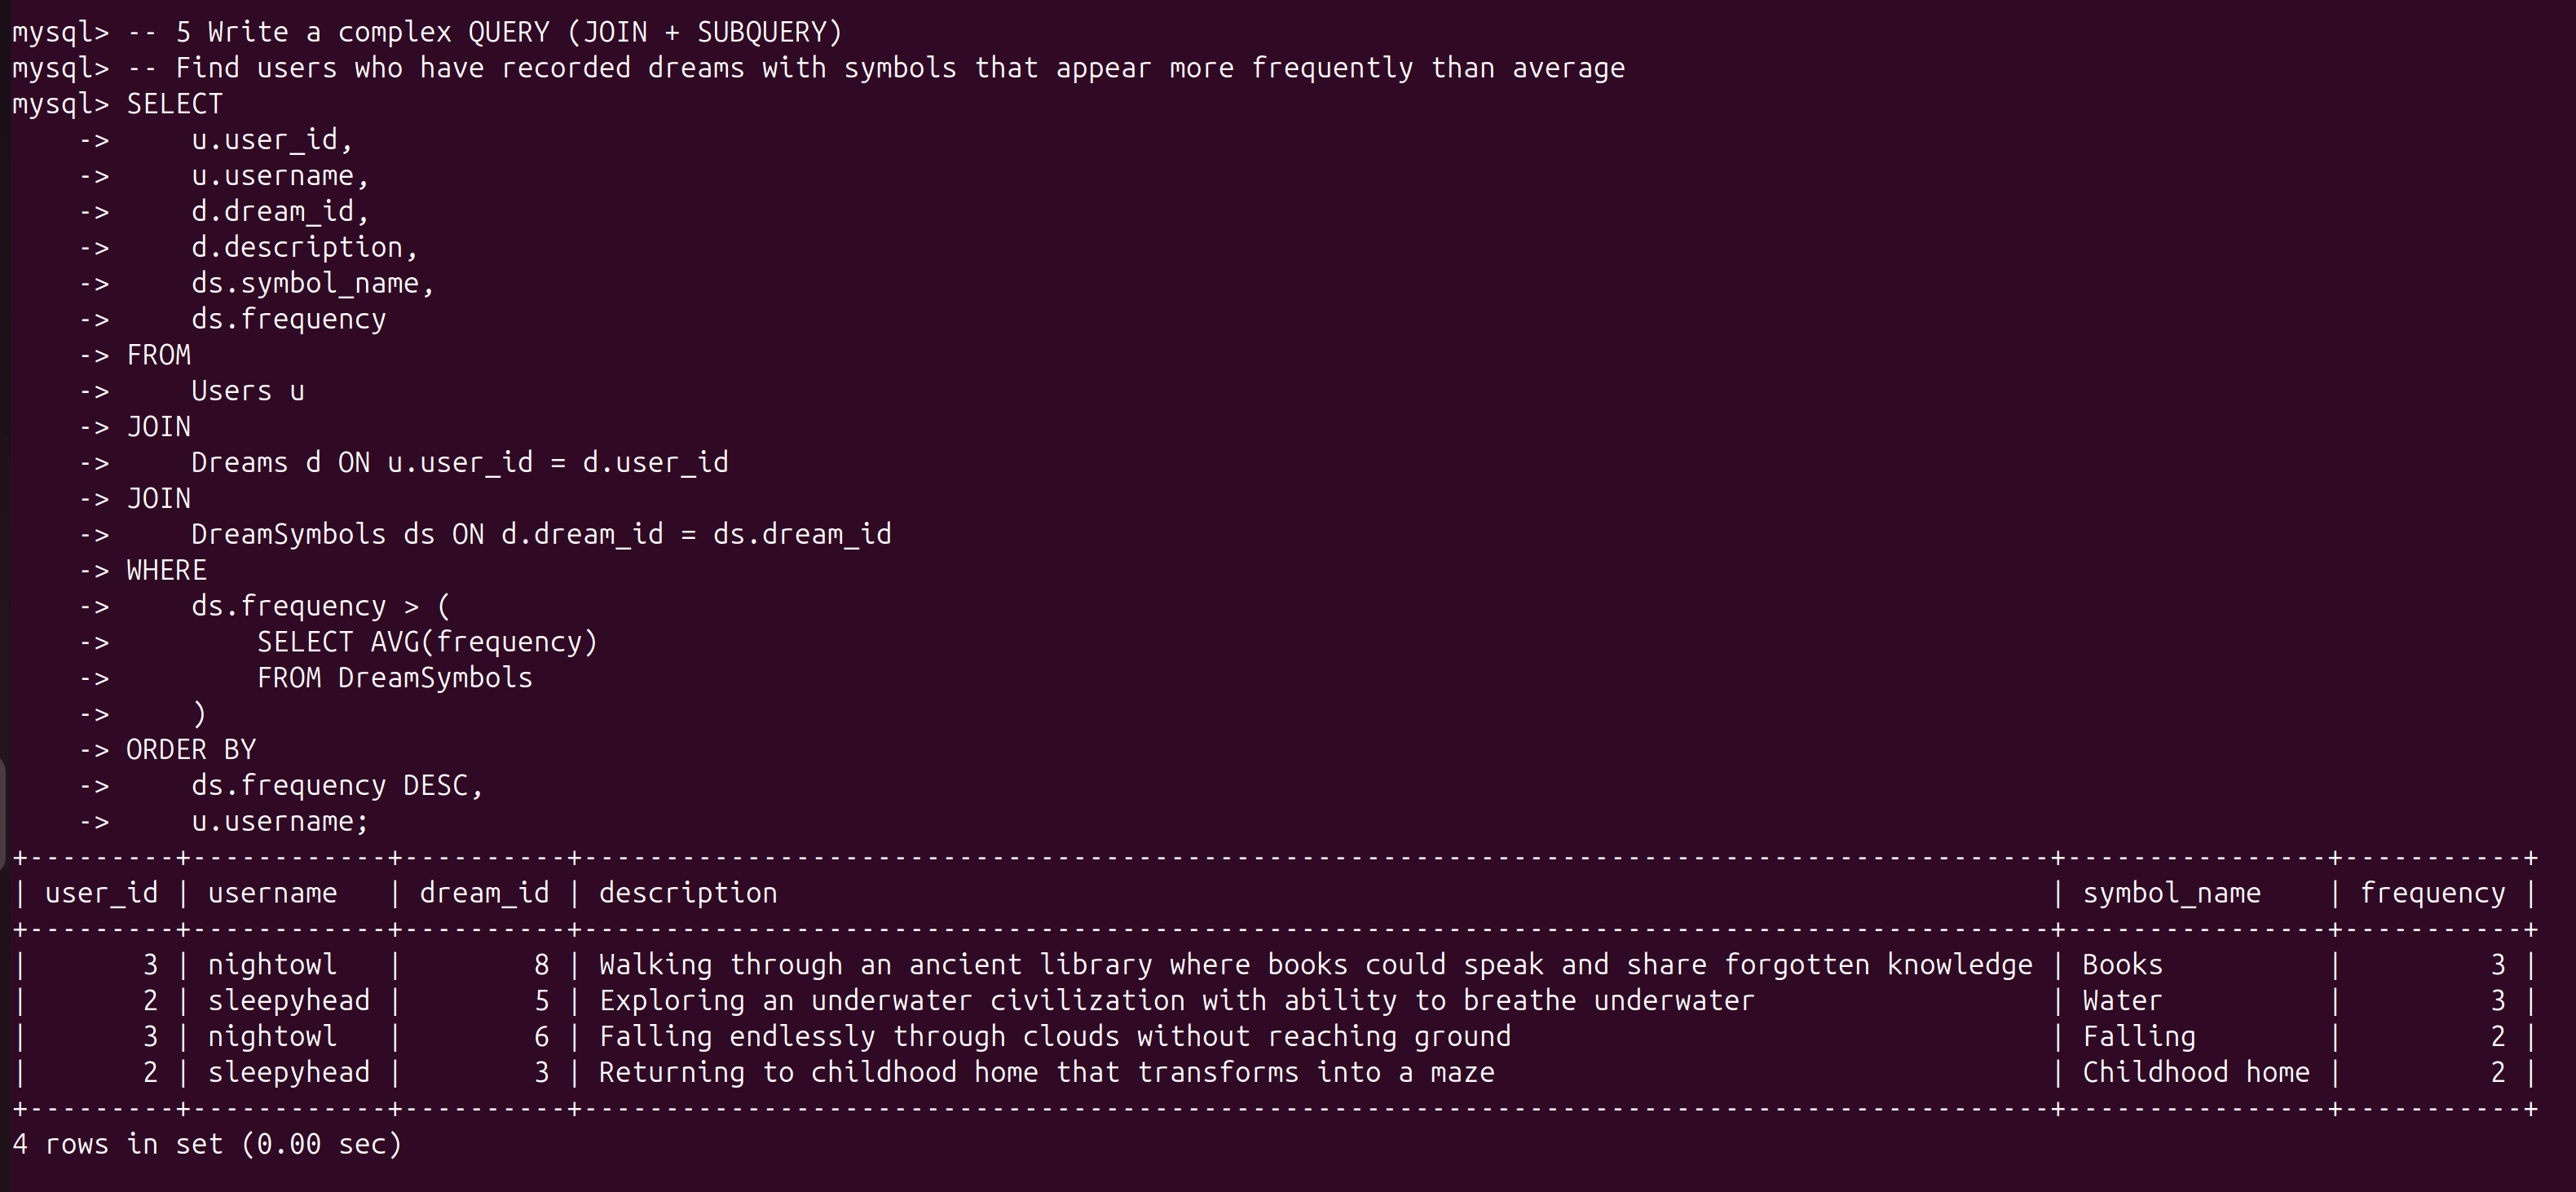 mysql> -- 5 Write a complex QUERY (JOIN + SUBQUERY)
mysql> -- Find users who have recorded dreams with symbols that appear more frequently than average
mysql> SELECT
    ->     u.user_id,
    ->     u.username,
    ->     d.dream_id,
    ->     d.description,
    ->     ds.symbol_name,
    ->     ds.frequency
    -> FROM
    ->     Users u
    -> JOIN
    ->     Dreams d ON u.user_id = d.user_id
    -> JOIN
    ->     DreamSymbols ds ON d.dream_id = ds.dream_id
    -> WHERE
    ->     ds.frequency > (
    ->         SELECT AVG(frequency)
    ->         FROM DreamSymbols
    ->     )
    -> ORDER BY
    ->     ds.frequency DESC,
    ->     u.username;
+---------+------------+----------+------------------------------------------------------------------------------------------+----------------+-----------+
| user_id | username   | dream_id | description                                                                              | symbol_name    | frequency |
+---------+------------+----------+------------------------------------------------------------------------------------------+----------------+-----------+
|       3 | nightowl   |        8 | Walking through an ancient library where books could speak and share forgotten knowledge | Books          |         3 |
|       2 | sleepyhead |        5 | Exploring an underwater civilization with ability to breathe underwater                  | Water          |         3 |
|       3 | nightowl   |        6 | Falling endlessly through clouds without reaching ground                                 | Falling        |         2 |
|       2 | sleepyhead |        3 | Returning to childhood home that transforms into a maze                                  | Childhood home |         2 |
+---------+------------+----------+------------------------------------------------------------------------------------------+----------------+-----------+
4 rows in set (0.00 sec)